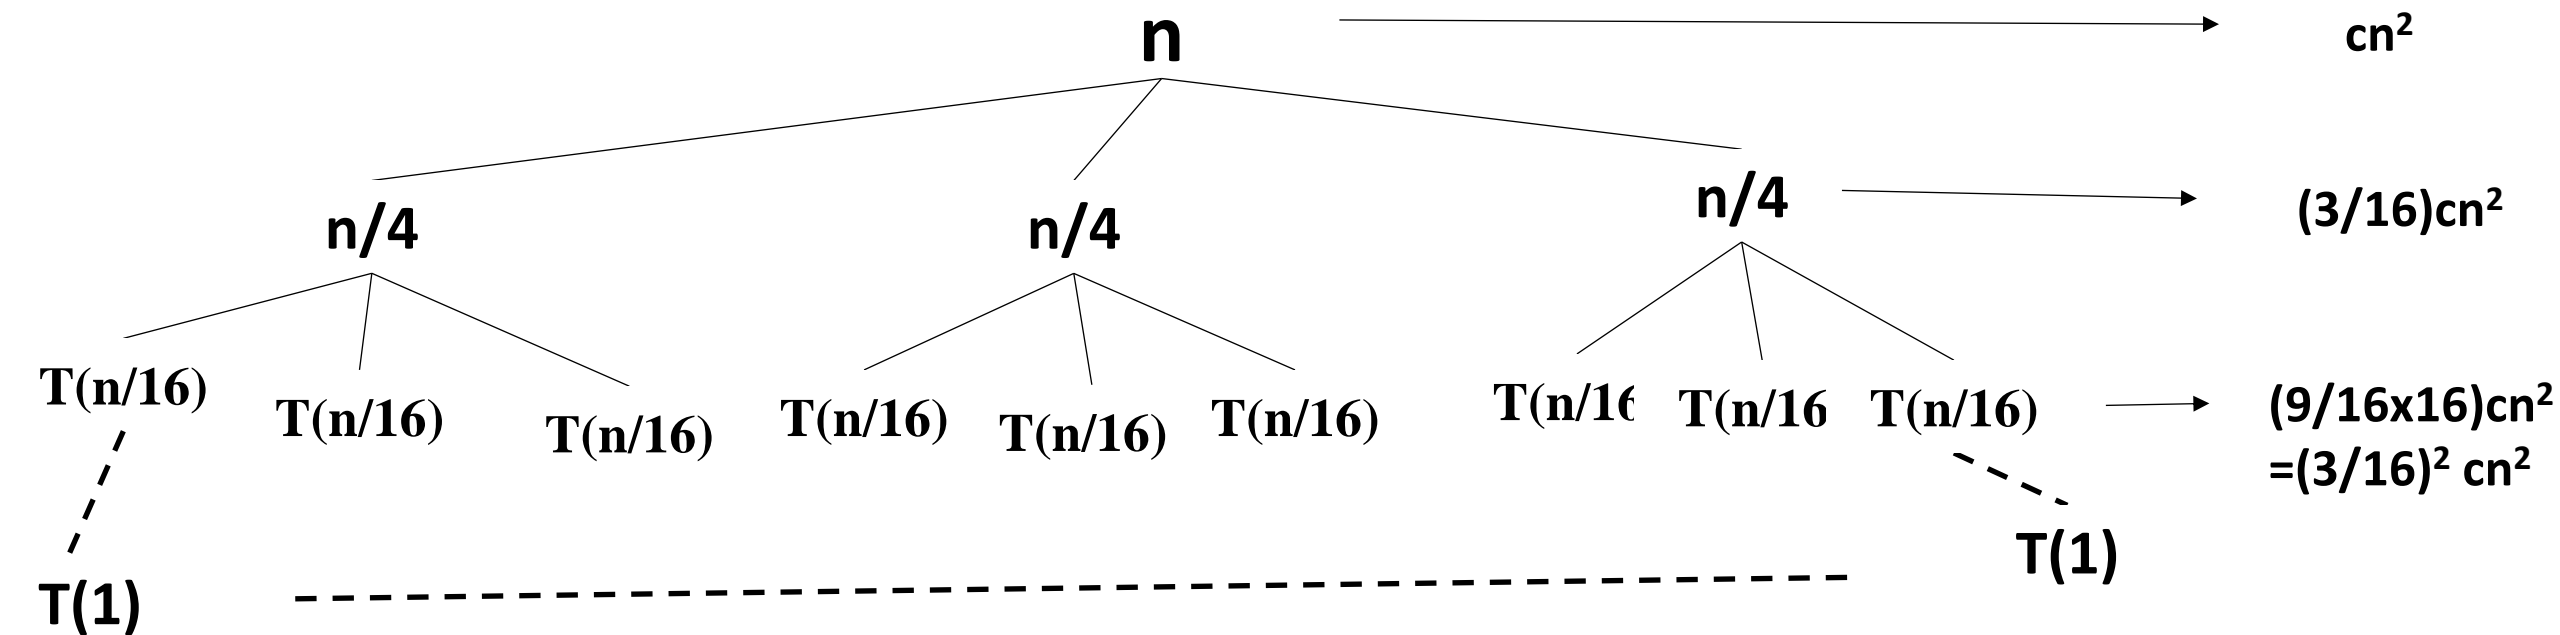 n
cn²
n/4
n/4
n/4
(3/16)cn²
T(n/16)
T(n/16)
T(n/16)
T(n/16)
T(n/16)
T(n/16)
T(n/16
T(n/16
T(n/16)
(9/16x16)cn²
=(3/16)² cn²
T(1)
T(1)